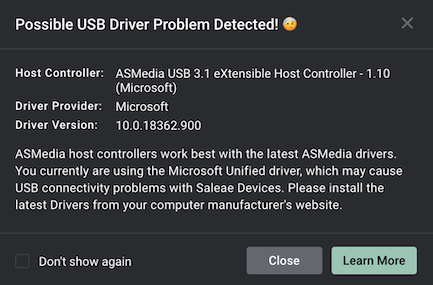 Possible USB Driver Problem Detected! 🤕
Host Controller: ASMedia USB 3.1 eXtensible Host Controller - 1.10
(Microsoft)
Driver Provider: Microsoft
Driver Version: 10.0.18362.900
ASMedia host controllers work best with the latest ASMedia drivers.
You currently are using the Microsoft Unified driver, which may cause
USB connectivity problems with Saleae Devices. Please install the
latest Drivers from your computer manufacturer's website.
Don't show again
Close
Learn More